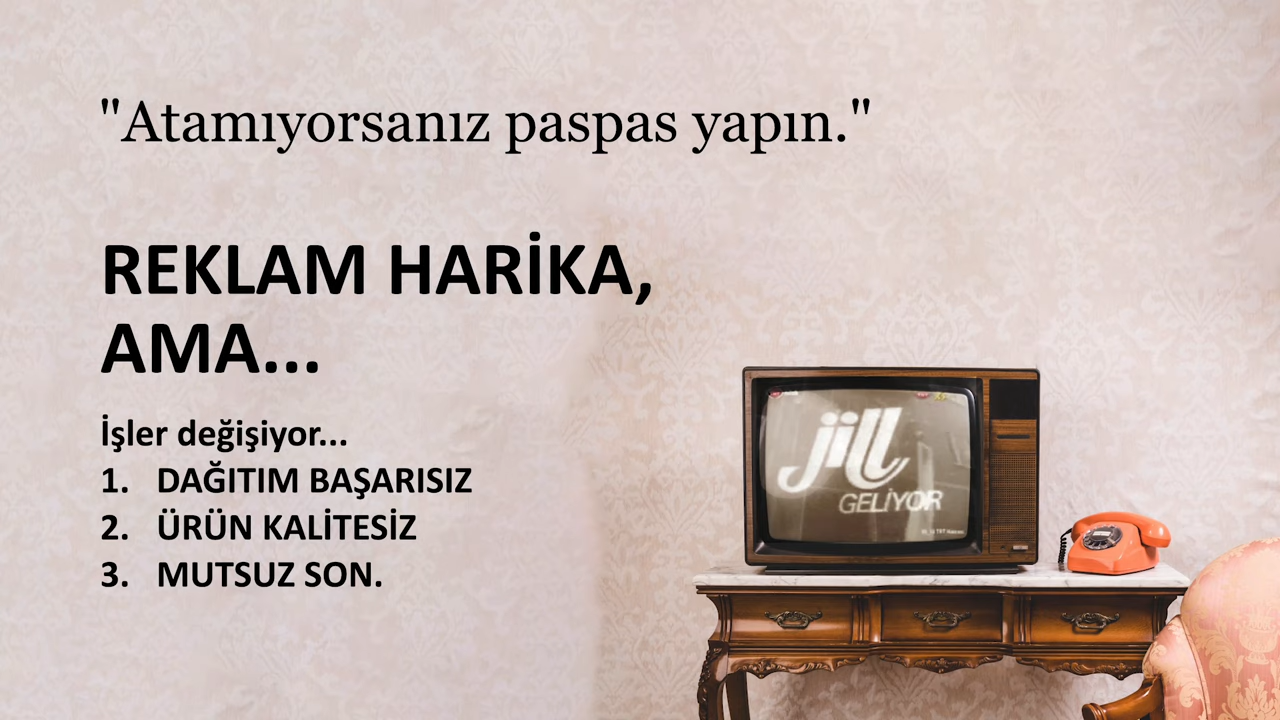 "Atamıyorsanız paspas yapın."
REKLAM HARİKA,
AMA...
İşler değişiyor...
1. DAĞITIM BAŞARISIZ
2. ÜRÜN KALİTESİZ
3. MUTSUZ SON.
jill
GELİYOR